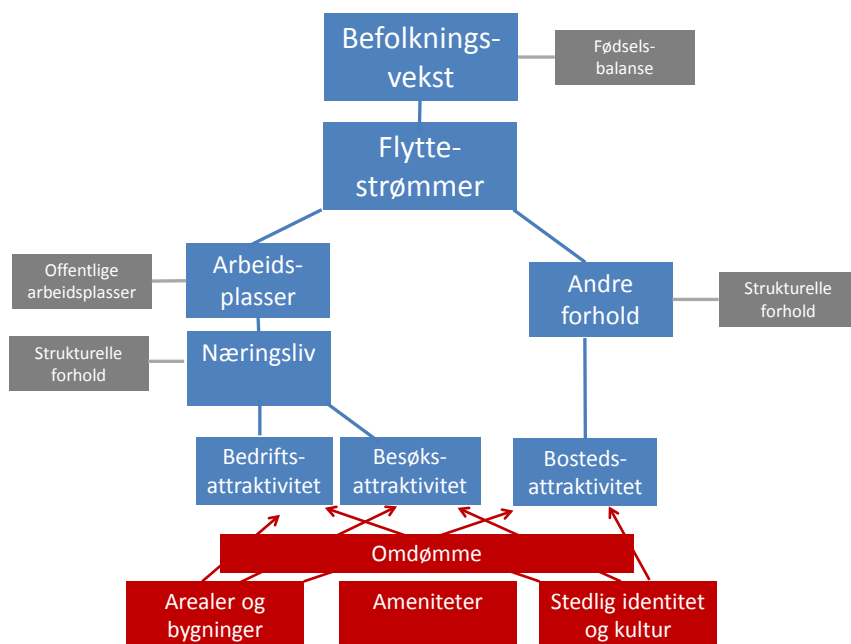 Befolknings-
vekst
Fødsels-
balanse
Flytte-
strømmer
Offentlige
arbeidsplasser
Arbeids-
plasser
Andre
forhold
Strukturelle
forhold
Strukturelle
forhold
Næringsliv
Bedrifts-
attraktivitet
Besøks-
attraktivitet
Bosteds-
attraktivitet
Omdømme
Arealer og
bygninger
Ameniteter
Stedlig identitet
og kultur